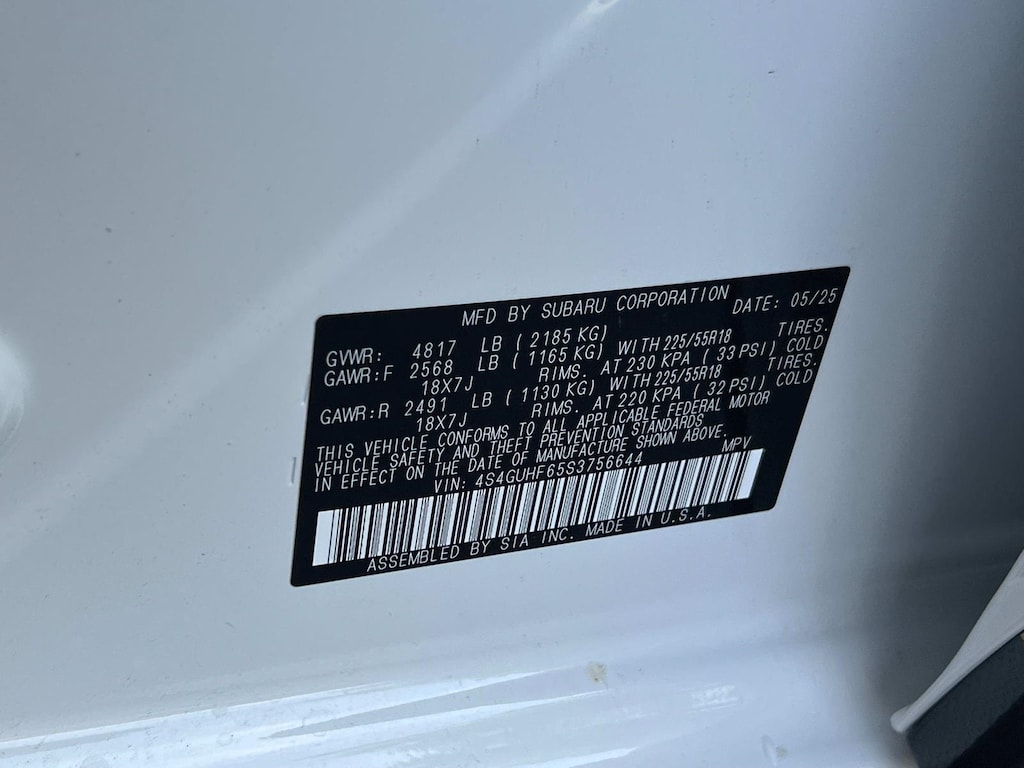 MFD BY SUBARU CORPORATION DATE: 05/25
GVWR: 4817 LB ( 2185 KG)
GAWR:F 2568 LB ( 1165 KG) WITH 225/55R18 TIRES.
18X7J RIMS. AT 230 KPA ( 33 PSI) COLD
GAWR:R 2491 LB ( 1130 KG) WITH 225/55R18 TIRES.
18X7J RIMS. AT 220 KPA ( 32 PSI) COLD
THIS VEHICLE CONFORMS TO ALL APPLICABLE FEDERAL MOTOR
VEHICLE SAFETY AND THEFT PREVENTION STANDARDS
IN EFFECT ON THE DATE OF MANUFACTURE SHOWN ABOVE.
VIN: 4S4GUHF65S3756644 MPV
ASSEMBLED BY SIA INC. MADE IN U.S.A.